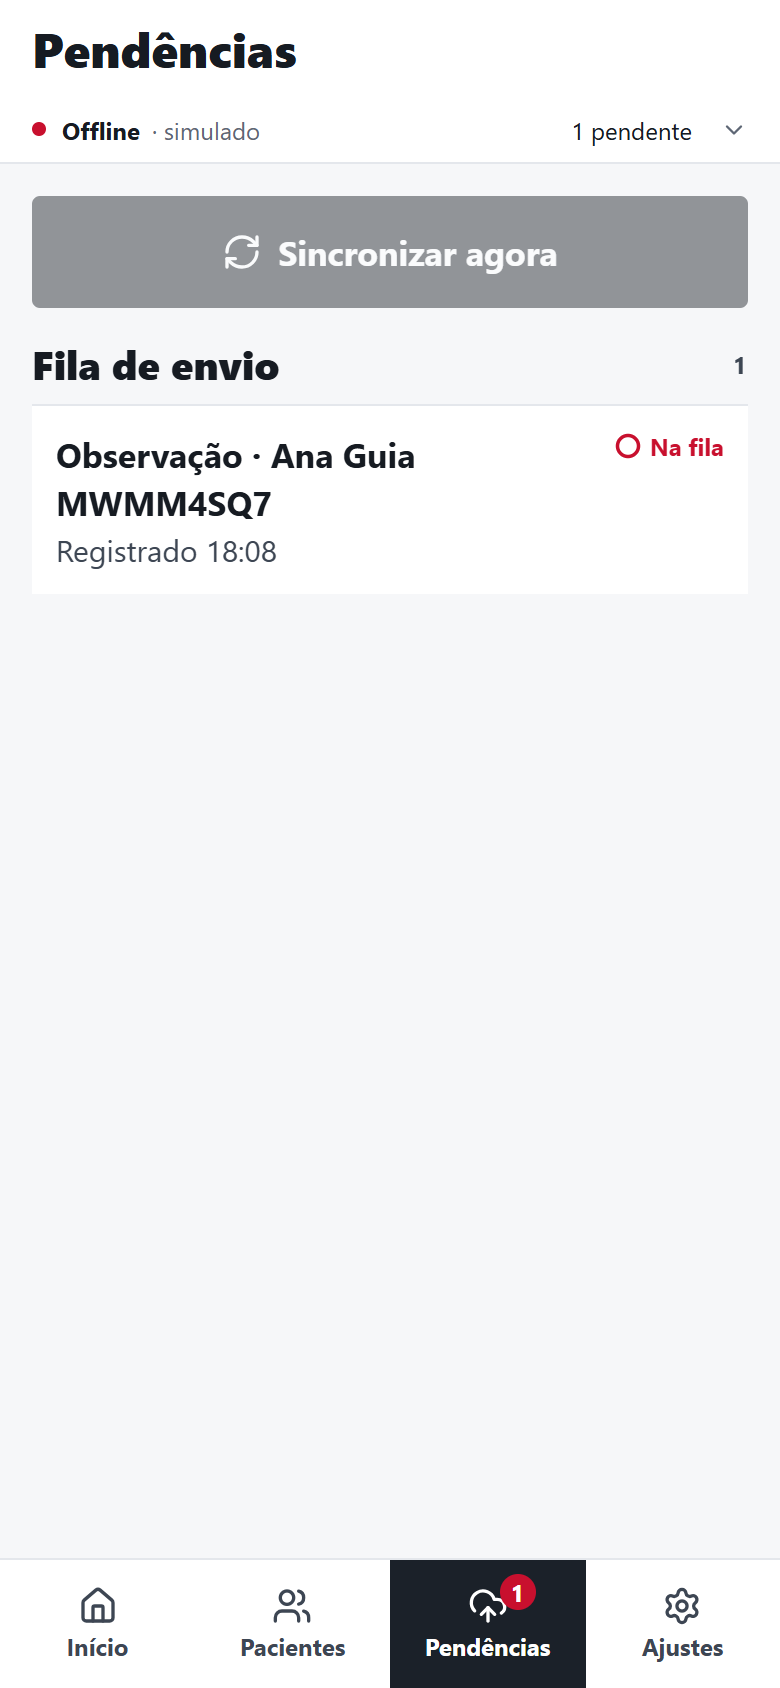 Pendências
Offline · simulado
1 pendente
Sincronizar agora
Fila de envio
1
Observação · Ana Guia
MWMM4SQ7
Na fila
Registrado 18:08
Início
Pacientes
1
Pendências
Ajustes